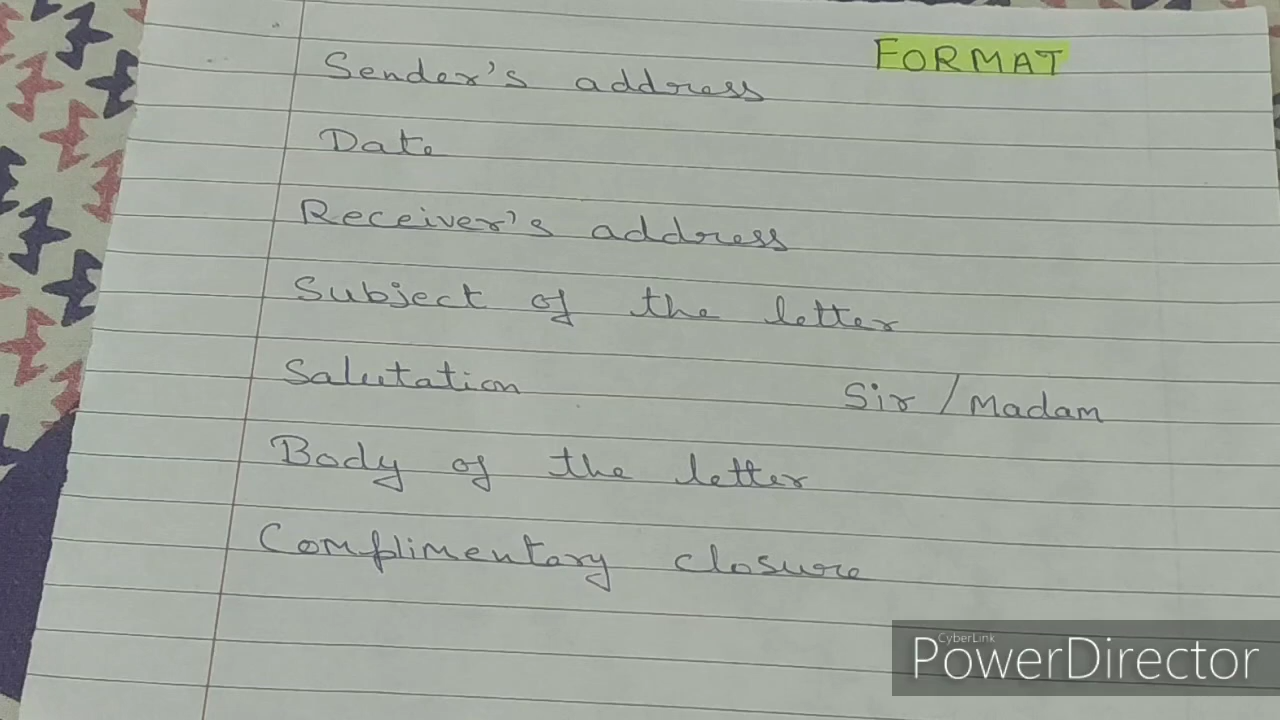 FORMAT
Sender's address
Date
Receiver's address
Subject of the letter
Salutation Sir/Madam
Body of the letter
Complimentary closure
CyberLink
PowerDirector